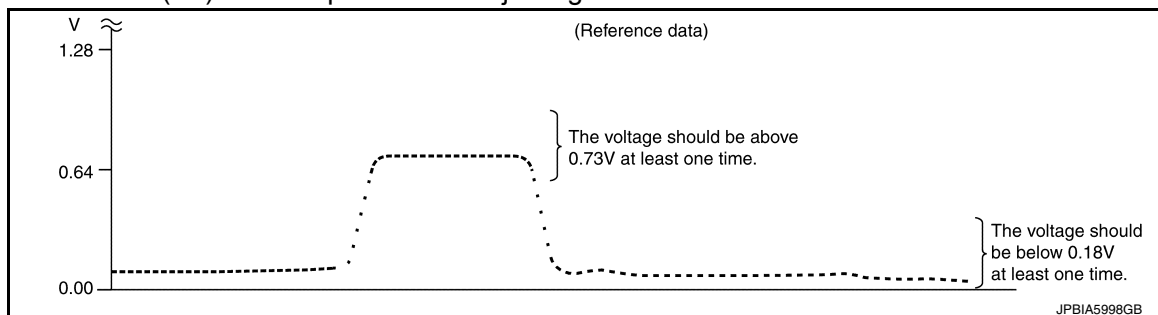 V
(Reference data)
1.28
The voltage should be above
0.73V at least one time.
0.64
The voltage should
be below 0.18V
at least one time.
0.00
JPBIA5998GB